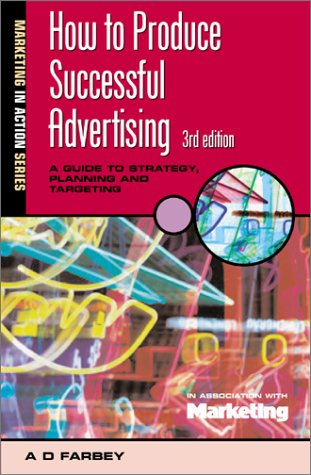 MARKETING IN ACTION SERIES
How to Produce
Successful
Advertising 3rd edition
A GUIDE TO STRATEGY,
PLANNING AND
TARGETING
IN ASSOCIATION WITH
Marketing
A D FARBEY